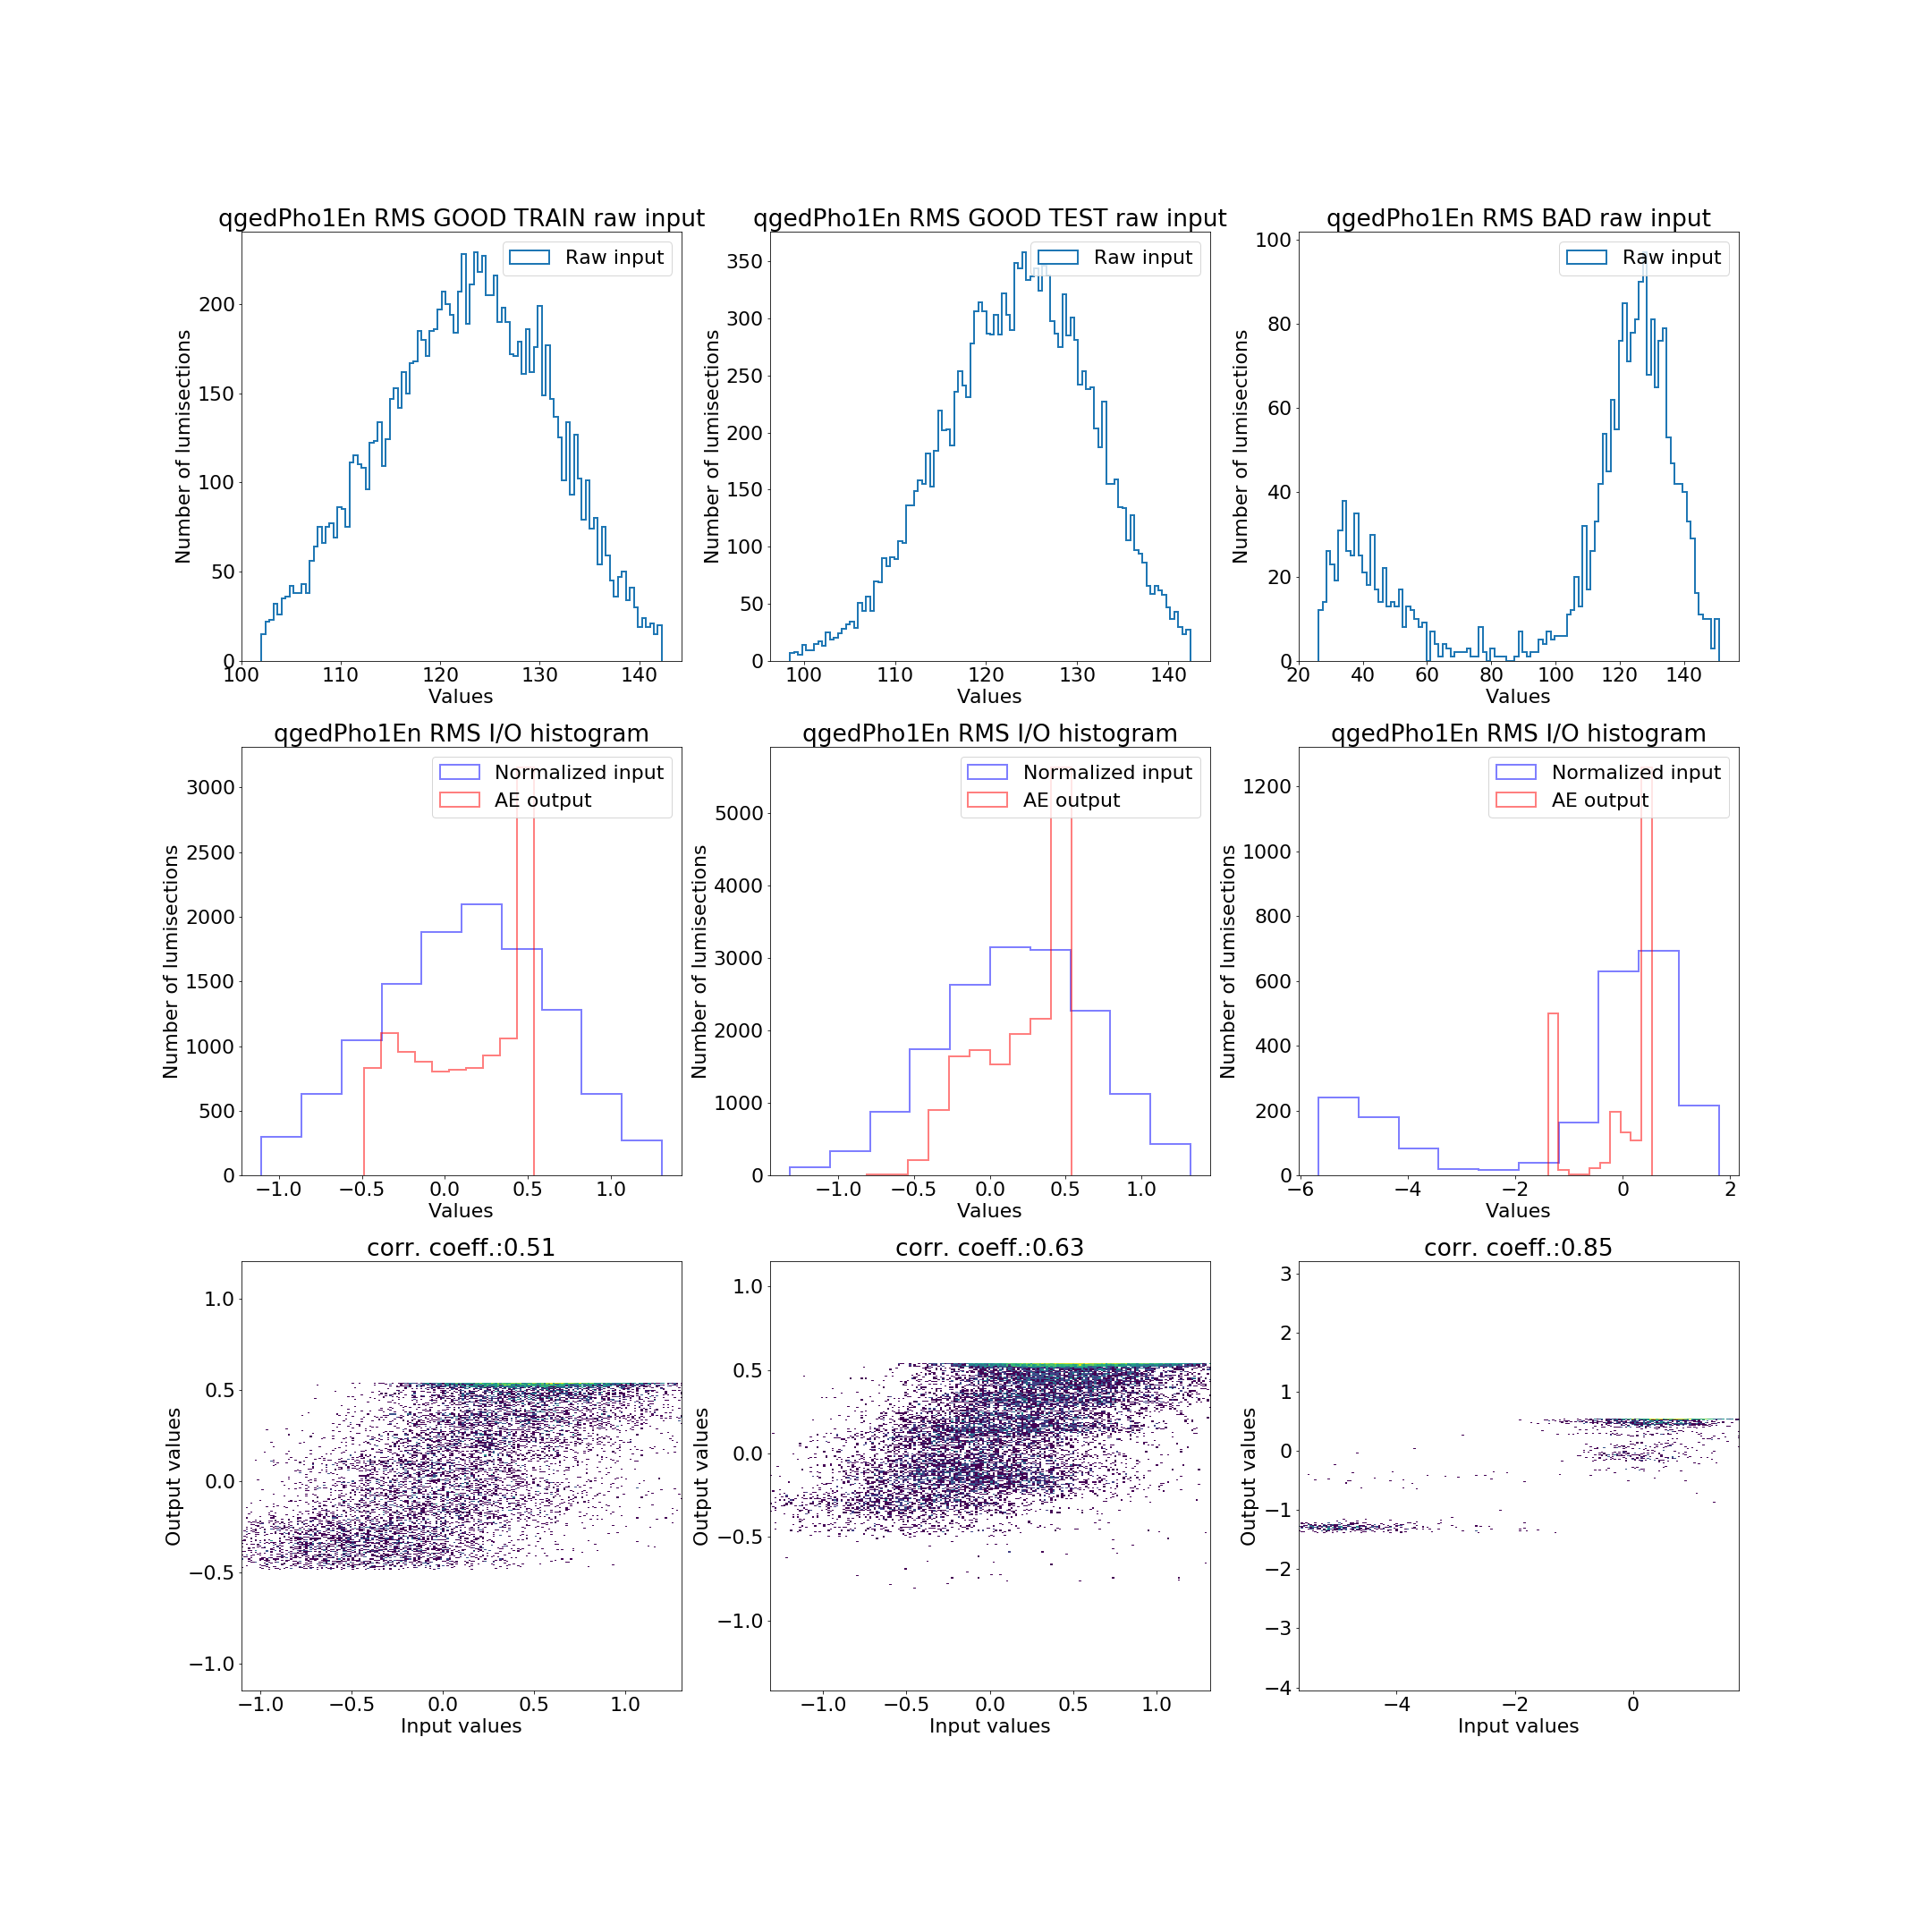 qgedPho1En RMS GOOD TRAIN raw input
Raw input
Number of lumisections
0
50
100
150
200
100
110
120
130
140
Values
qgedPho1En RMS GOOD TEST raw input
Raw input
Number of lumisections
0
50
100
150
200
250
300
350
100
110
120
130
140
Values
qgedPho1En RMS BAD raw input
Raw input
Number of lumisections
0
20
40
60
80
100
20
40
60
80
100
120
140
Values
qgedPho1En RMS I/O histogram
Normalized input
AE output
Number of lumisections
0
500
1000
1500
2000
2500
3000
−1.0
−0.5
0.0
0.5
1.0
Values
qgedPho1En RMS I/O histogram
Normalized input
AE output
Number of lumisections
0
1000
2000
3000
4000
5000
−1.0
−0.5
0.0
0.5
1.0
Values
qgedPho1En RMS I/O histogram
Normalized input
AE output
Number of lumisections
0
200
400
600
800
1000
1200
−6
−4
−2
0
2
Values
corr. coeff.:0.51
Output values
−1.0
−0.5
0.0
0.5
1.0
−1.0
−0.5
0.0
0.5
1.0
Input values
corr. coeff.:0.63
Output values
−1.0
−0.5
0.0
0.5
1.0
−1.0
−0.5
0.0
0.5
1.0
Input values
corr. coeff.:0.85
Output values
−4
−3
−2
−1
0
1
2
3
−4
−2
0
Input values